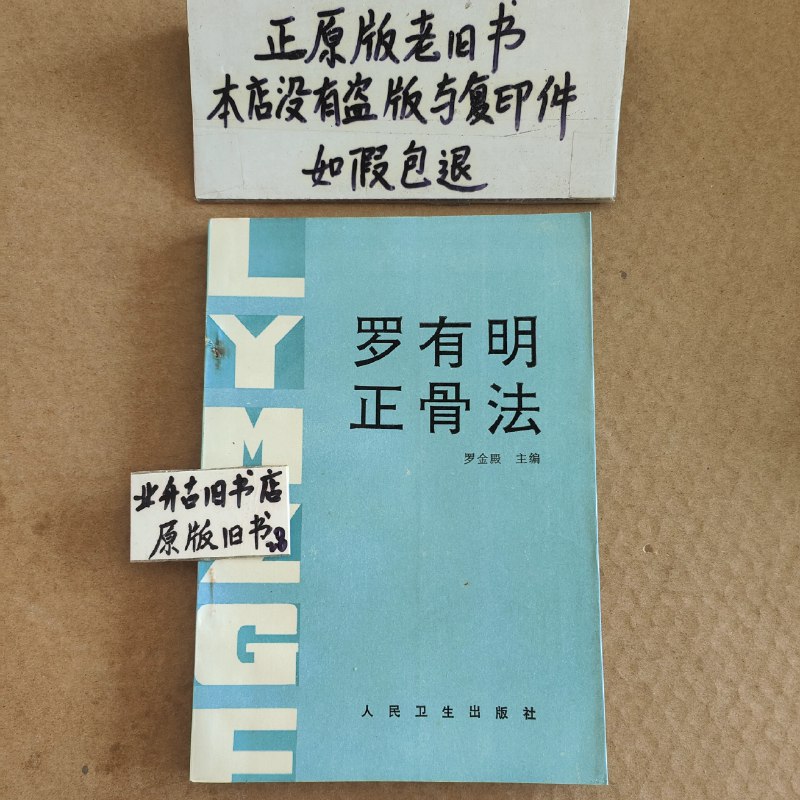 正原版老旧书
本店没有盗版与复印件
如假包退
L
Y
M
罗有明
正骨法
罗金殿 主编
业舟古旧书店
原版旧书
G
F
人民卫生出版社